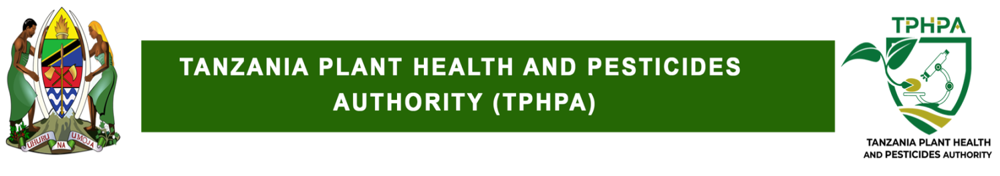 UHURU NA UMOJA
TANZANIA PLANT HEALTH AND PESTICIDES
AUTHORITY (TPHPA)
TPHPA
TANZANIA PLANT HEALTH
AND PESTICIDES AUTHORITY